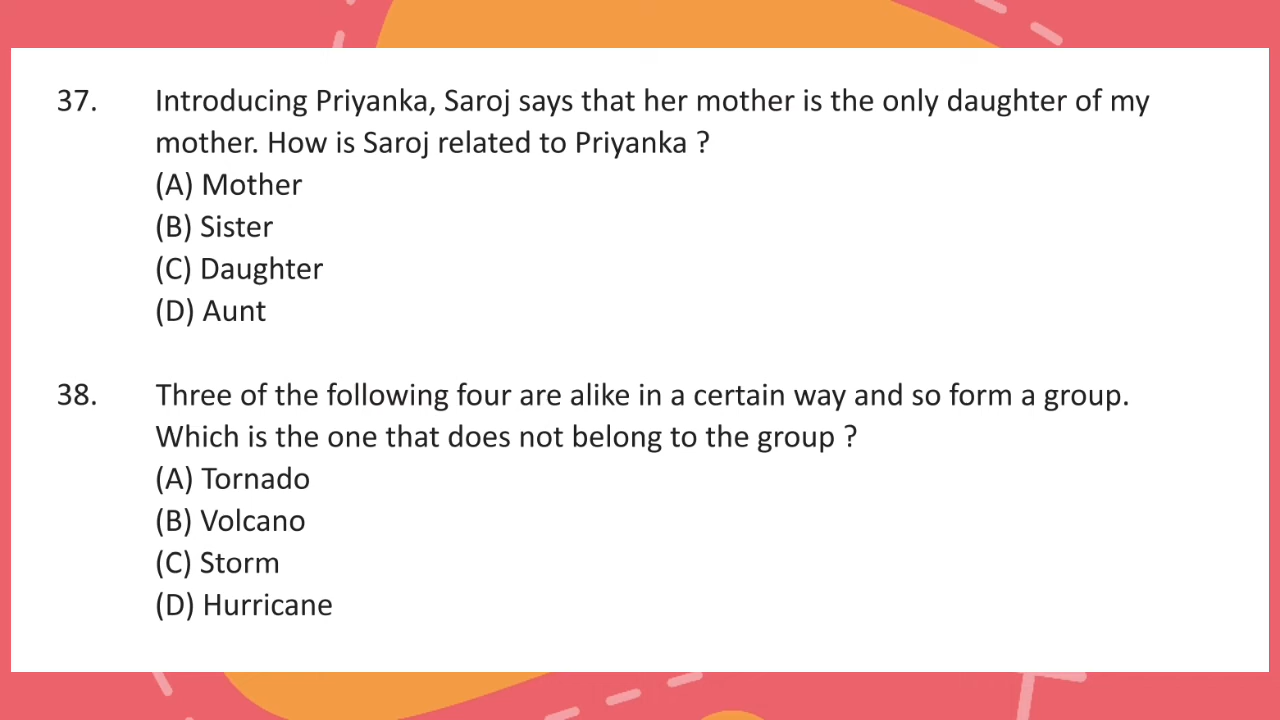 37. Introducing Priyanka, Saroj says that her mother is the only daughter of my
mother. How is Saroj related to Priyanka ?
(A) Mother
(B) Sister
(C) Daughter
(D) Aunt
38. Three of the following four are alike in a certain way and so form a group.
Which is the one that does not belong to the group ?
(A) Tornado
(B) Volcano
(C) Storm
(D) Hurricane